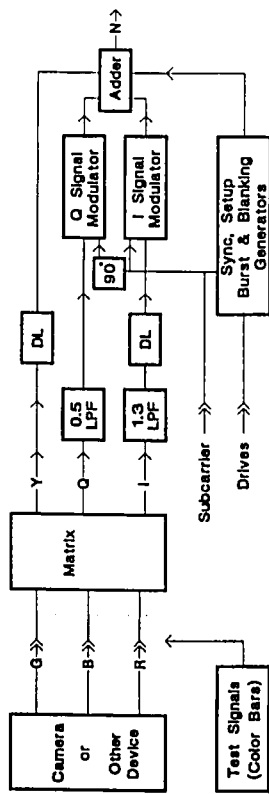 Camera
or
Other
Device
G
B
R
Test Signals
(Color Bars)
Matrix
Y
Q
I
DL
0.5
LPF
1.3
LPF
DL
90°
Q Signal
Modulator
I Signal
Modulator
Adder
N
Subcarrier
Drives
Sync, Setup
Burst & Blanking
Generators